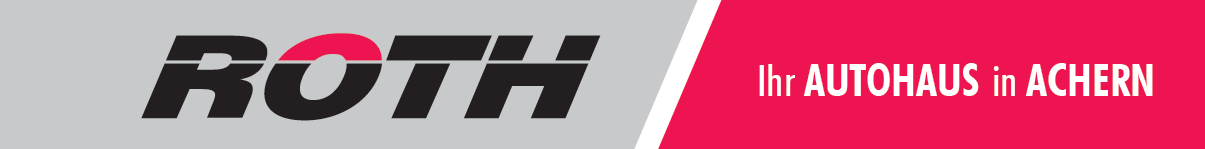 ROTH
Ihr AUTOHAUS in ACHERN